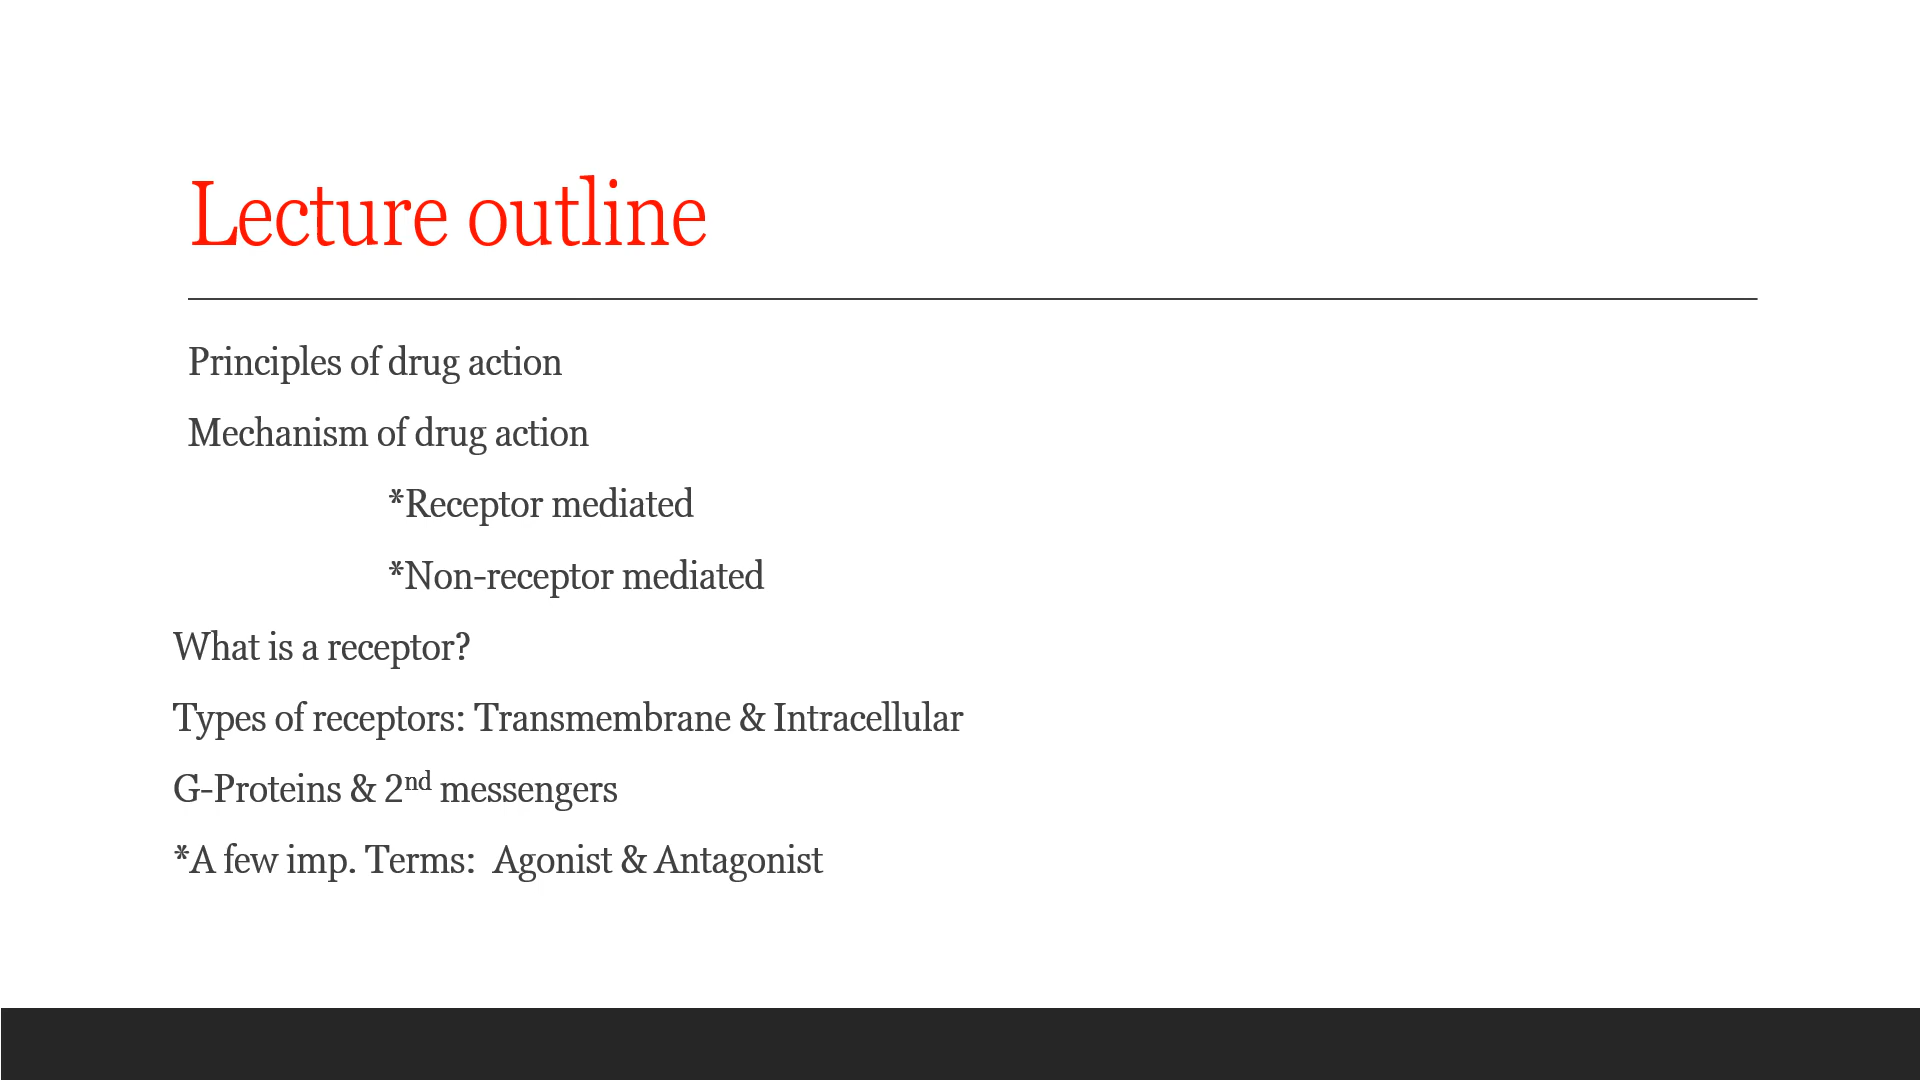 Lecture outline
Principles of drug action
Mechanism of drug action
*Receptor mediated
*Non-receptor mediated
What is a receptor?
Types of receptors: Transmembrane & Intracellular
G-Proteins & 2nd messengers
*A few imp. Terms:  Agonist & Antagonist